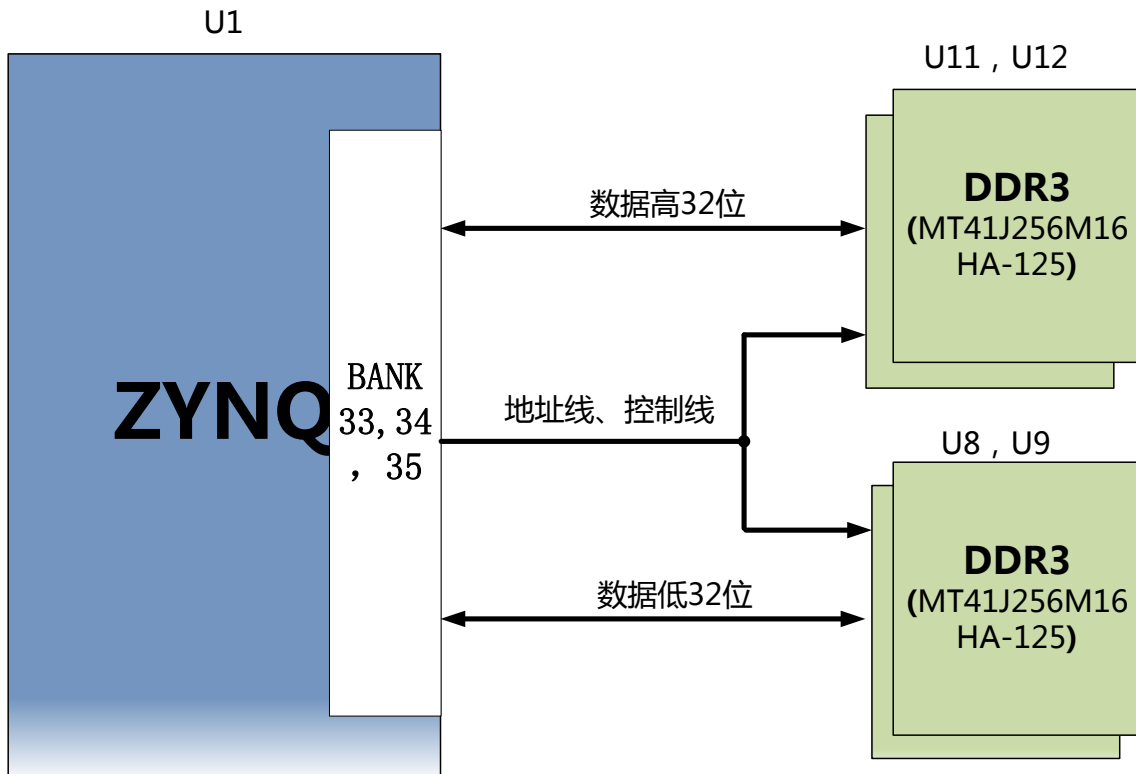 U1
ZYNQ
BANK
33,34
, 35
数据高32位
地址线、控制线
数据低32位
U11，U12
DDR3
(MT41J256M16
HA-125)
U8，U9
DDR3
(MT41J256M16
HA-125)